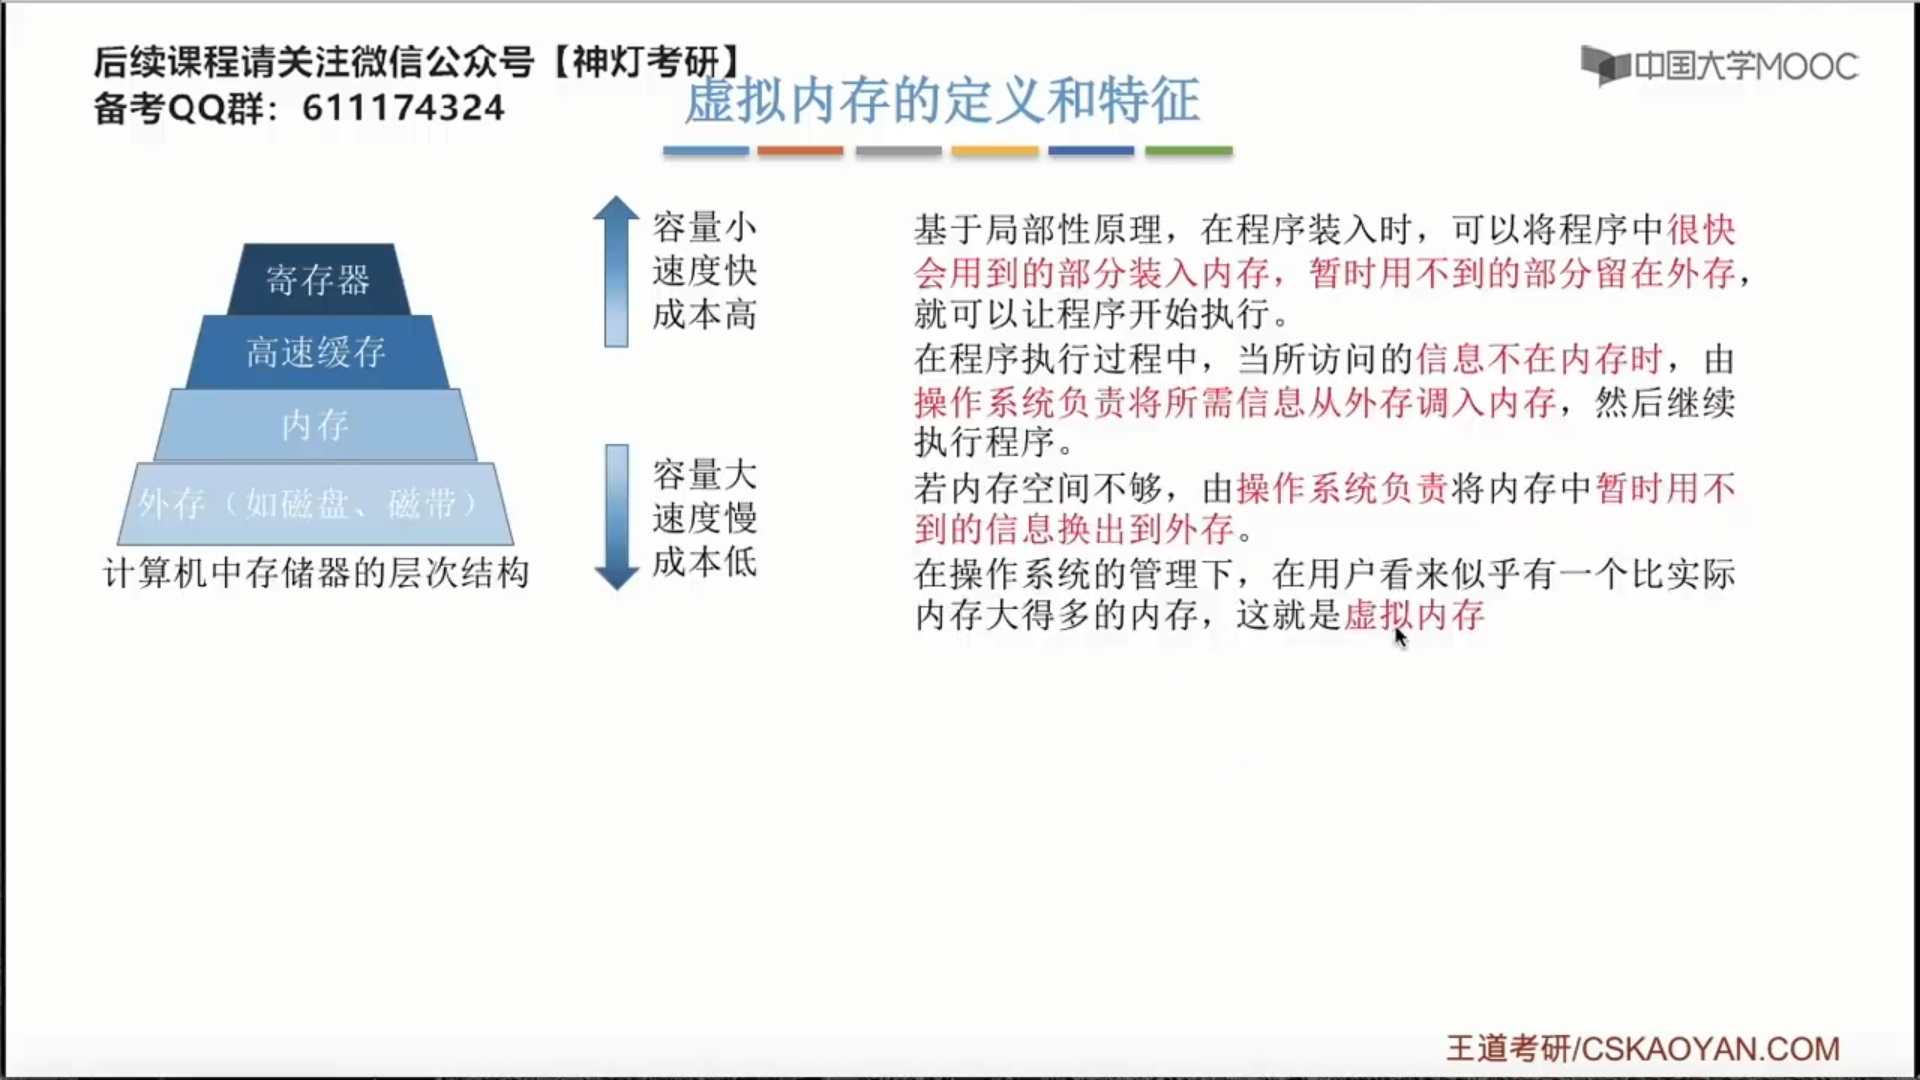 后续课程请关注微信公众号【神灯考研】
备考QQ群：611174324
中国大学MOOC
虚拟内存的定义和特征
寄存器
高速缓存
内存
外存（如磁盘、磁带）
计算机中存储器的层次结构
容量小
速度快
成本高
容量大
速度慢
成本低
基于局部性原理，在程序装入时，可以将程序中很快
会用到的部分装入内存，暂时用不到的部分留在外存，
就可以让程序开始执行。
在程序执行过程中，当所访问的信息不在内存时，由
操作系统负责将所需信息从外存调入内存，然后继续
执行程序。
若内存空间不够，由操作系统负责将内存中暂时用不
到的信息换出到外存。
在操作系统的管理下，在用户看来似乎有一个比实际
内存大得多的内存，这就是虚拟内存
王道考研/CSKAOYAN.COM